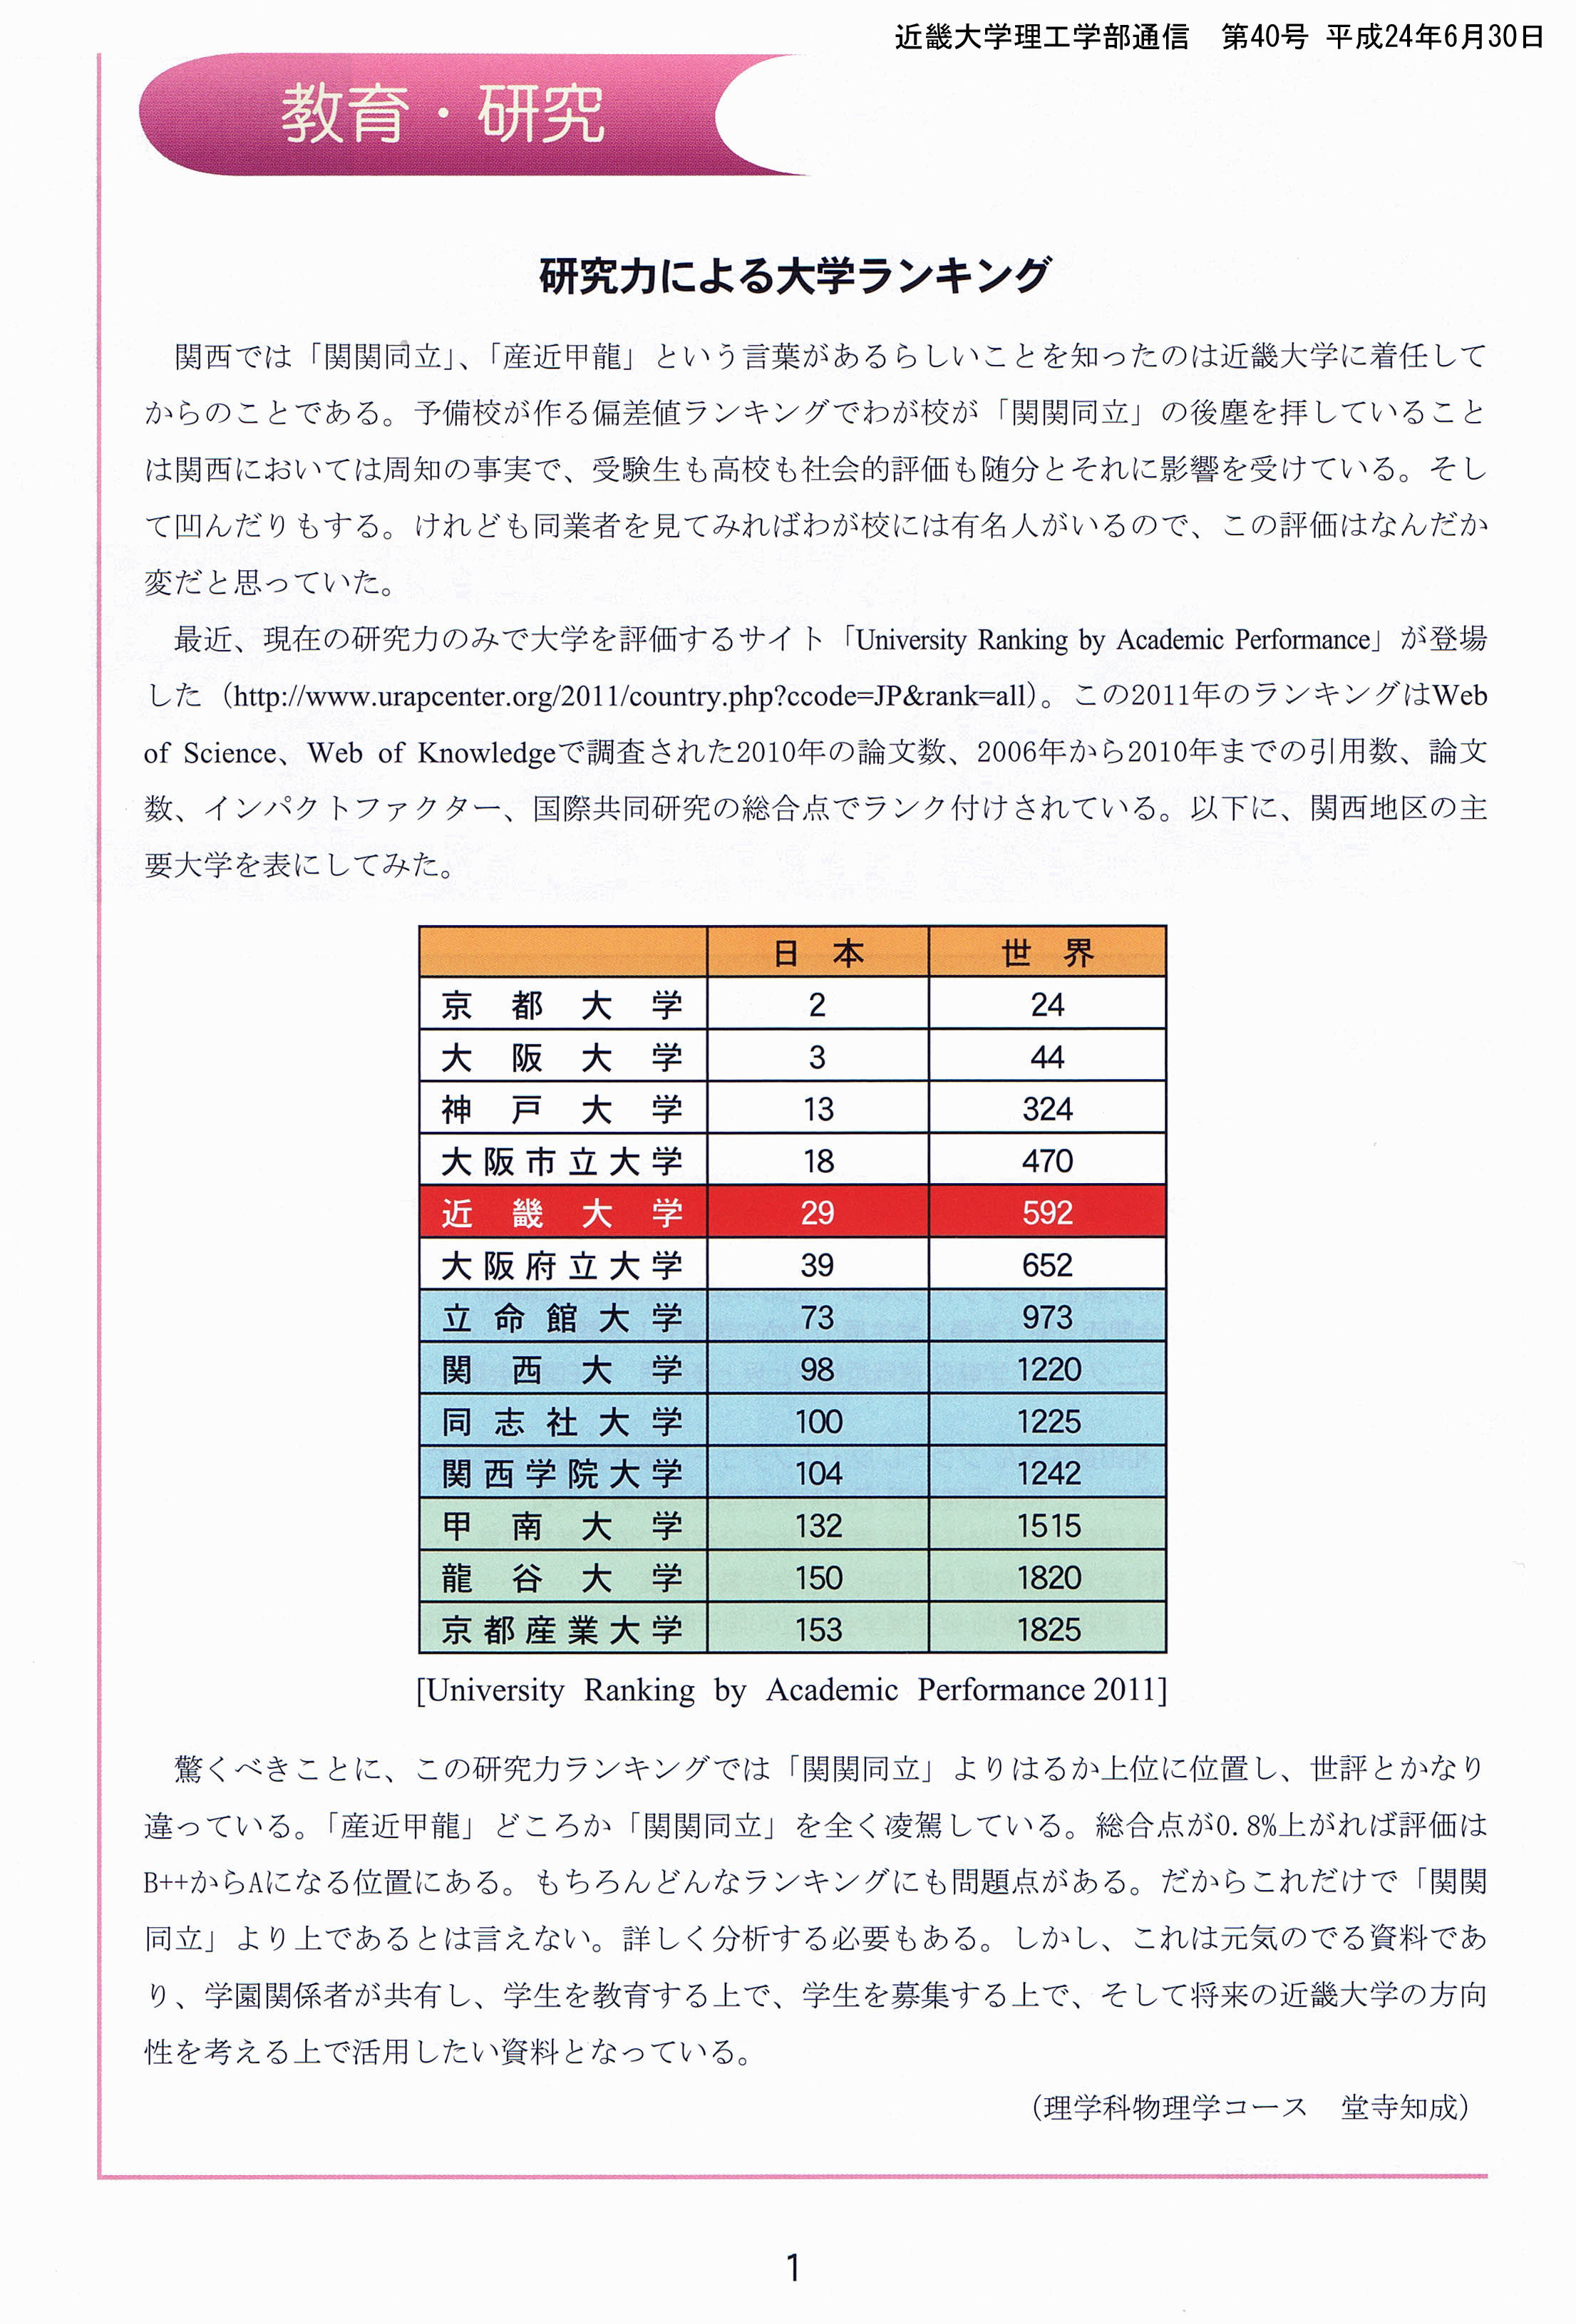 近畿大学理工学部通信　第40号 平成24年6月30日
教育・研究
研究力による大学ランキング
関西では「関関同立」、「産近甲龍」という言葉があるらしいことを知ったのは近畿大学に着任して
からのことである。予備校が作る偏差値ランキングでわが校が「関関同立」の後塵を拝していること
は関西においては周知の事実で、受験生も高校も社会的評価も随分とそれに影響を受けている。そし
て凹んだりもする。けれども同業者を見てみればわが校には有名人がいるので、この評価はなんだか
変だと思っていた。
最近、現在の研究力のみで大学を評価するサイト「University Ranking by Academic Performance」が登場
した（http://www.urapcenter.org/2011/country.php?ccode=JP&rank=all）。この2011年のランキングはWeb
of Science、Web of Knowledgeで調査された2010年の論文数、2006年から2010年までの引用数、論文
数、インパクトファクター、国際共同研究の総合点でランク付けされている。以下に、関西地区の主
要大学を表にしてみた。
日本 世界
京都大学 2 24
大阪大学 3 44
神戸大学 13 324
大阪市立大学 18 470
近畿大学 29 592
大阪府立大学 39 652
立命館大学 73 973
関西大学 98 1220
同志社大学 100 1225
関西学院大学 104 1242
甲南大学 132 1515
龍谷大学 150 1820
京都産業大学 153 1825
[University Ranking by Academic Performance 2011]
驚くべきことに、この研究力ランキングでは「関関同立」よりはるか上位に位置し、世評とかなり
違っている。「産近甲龍」どころか「関関同立」を全く凌駕している。総合点が0.8%上がれば評価は
B++からAになる位置にある。もちろんどんなランキングにも問題点がある。だからこれだけで「関関
同立」より上であるとは言えない。詳しく分析する必要もある。しかし、これは元気のでる資料であ
り、学園関係者が共有し、学生を教育する上で、学生を募集する上で、そして将来の近畿大学の方向
性を考える上で活用したい資料となっている。
（理学科物理学コース　堂寺知成）
1